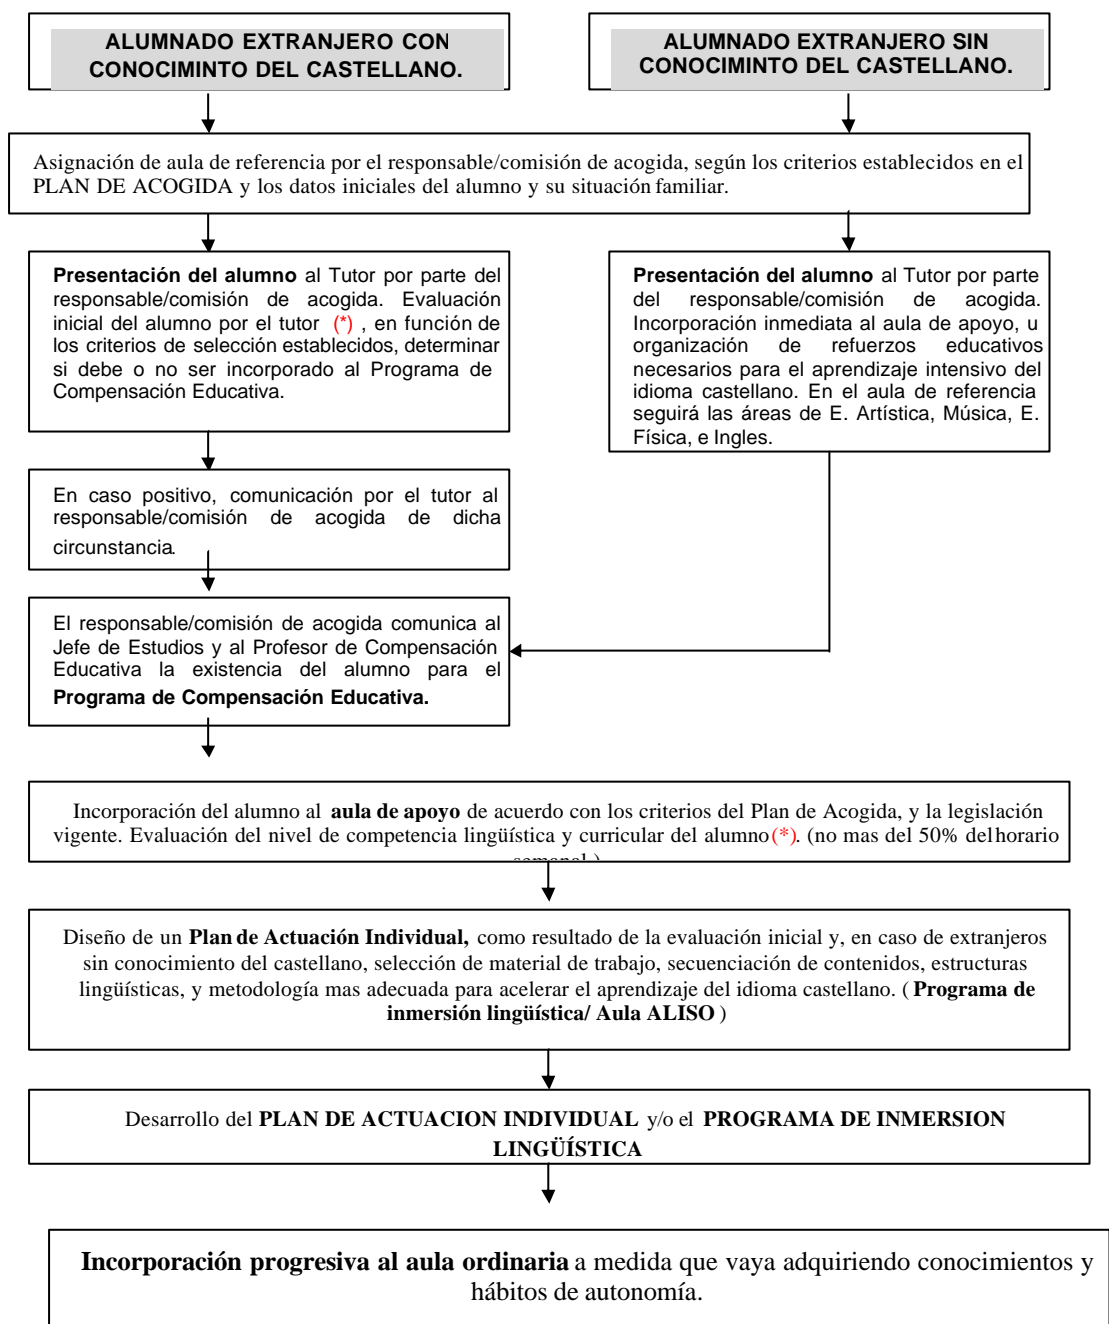 ALUMNADO EXTRANJERO CON
CONOCIMINTO DEL CASTELLANO.
ALUMNADO EXTRANJERO SIN
CONOCIMINTO DEL CASTELLANO.
Asignación de aula de referencia por el responsable/comisión de acogida, según los criterios establecidos en el
PLAN DE ACOGIDA y los datos iniciales del alumno y su situación familiar.
Presentación del alumno al Tutor por parte del
responsable/comisión de acogida. Evaluación
inicial del alumno por el tutor (*) , en función de
los criterios de selección establecidos, determinar
si debe o no ser incorporado al Programa de
Compensación Educativa.
Presentación del alumno al Tutor por parte
del responsable/comisión de acogida.
Incorporación inmediata al aula de apoyo, u
organización de refuerzos educativos
necesarios para el aprendizaje intensivo del
idioma castellano. En el aula de referencia
seguirá las áreas de E. Artística, Música, E.
Física, e Ingles.
En caso positivo, comunicación por el tutor al
responsable/comisión de acogida de dicha
circunstancia.
El responsable/comisión de acogida comunica al
Jefe de Estudios y al Profesor de Compensación
Educativa la existencia del alumno para el
Programa de Compensación Educativa.
Incorporación del alumno al aula de apoyo de acuerdo con los criterios del Plan de Acogida, y la legislación
vigente. Evaluación del nivel de competencia lingüística y curricular del alumno(*). (no mas del 50% del horario
semanal )
Diseño de un Plan de Actuación Individual, como resultado de la evaluación inicial y, en caso de extranjeros
sin conocimiento del castellano, selección de material de trabajo, secuenciación de contenidos, estructuras
lingüísticas, y metodología mas adecuada para acelerar el aprendizaje del idioma castellano. ( Programa de
inmersión lingüística/ Aula ALISO )
Desarrollo del PLAN DE ACTUACION INDIVIDUAL y/o el PROGRAMA DE INMERSION
LINGÜÍSTICA
Incorporación progresiva al aula ordinaria a medida que vaya adquiriendo conocimientos y
hábitos de autonomía.